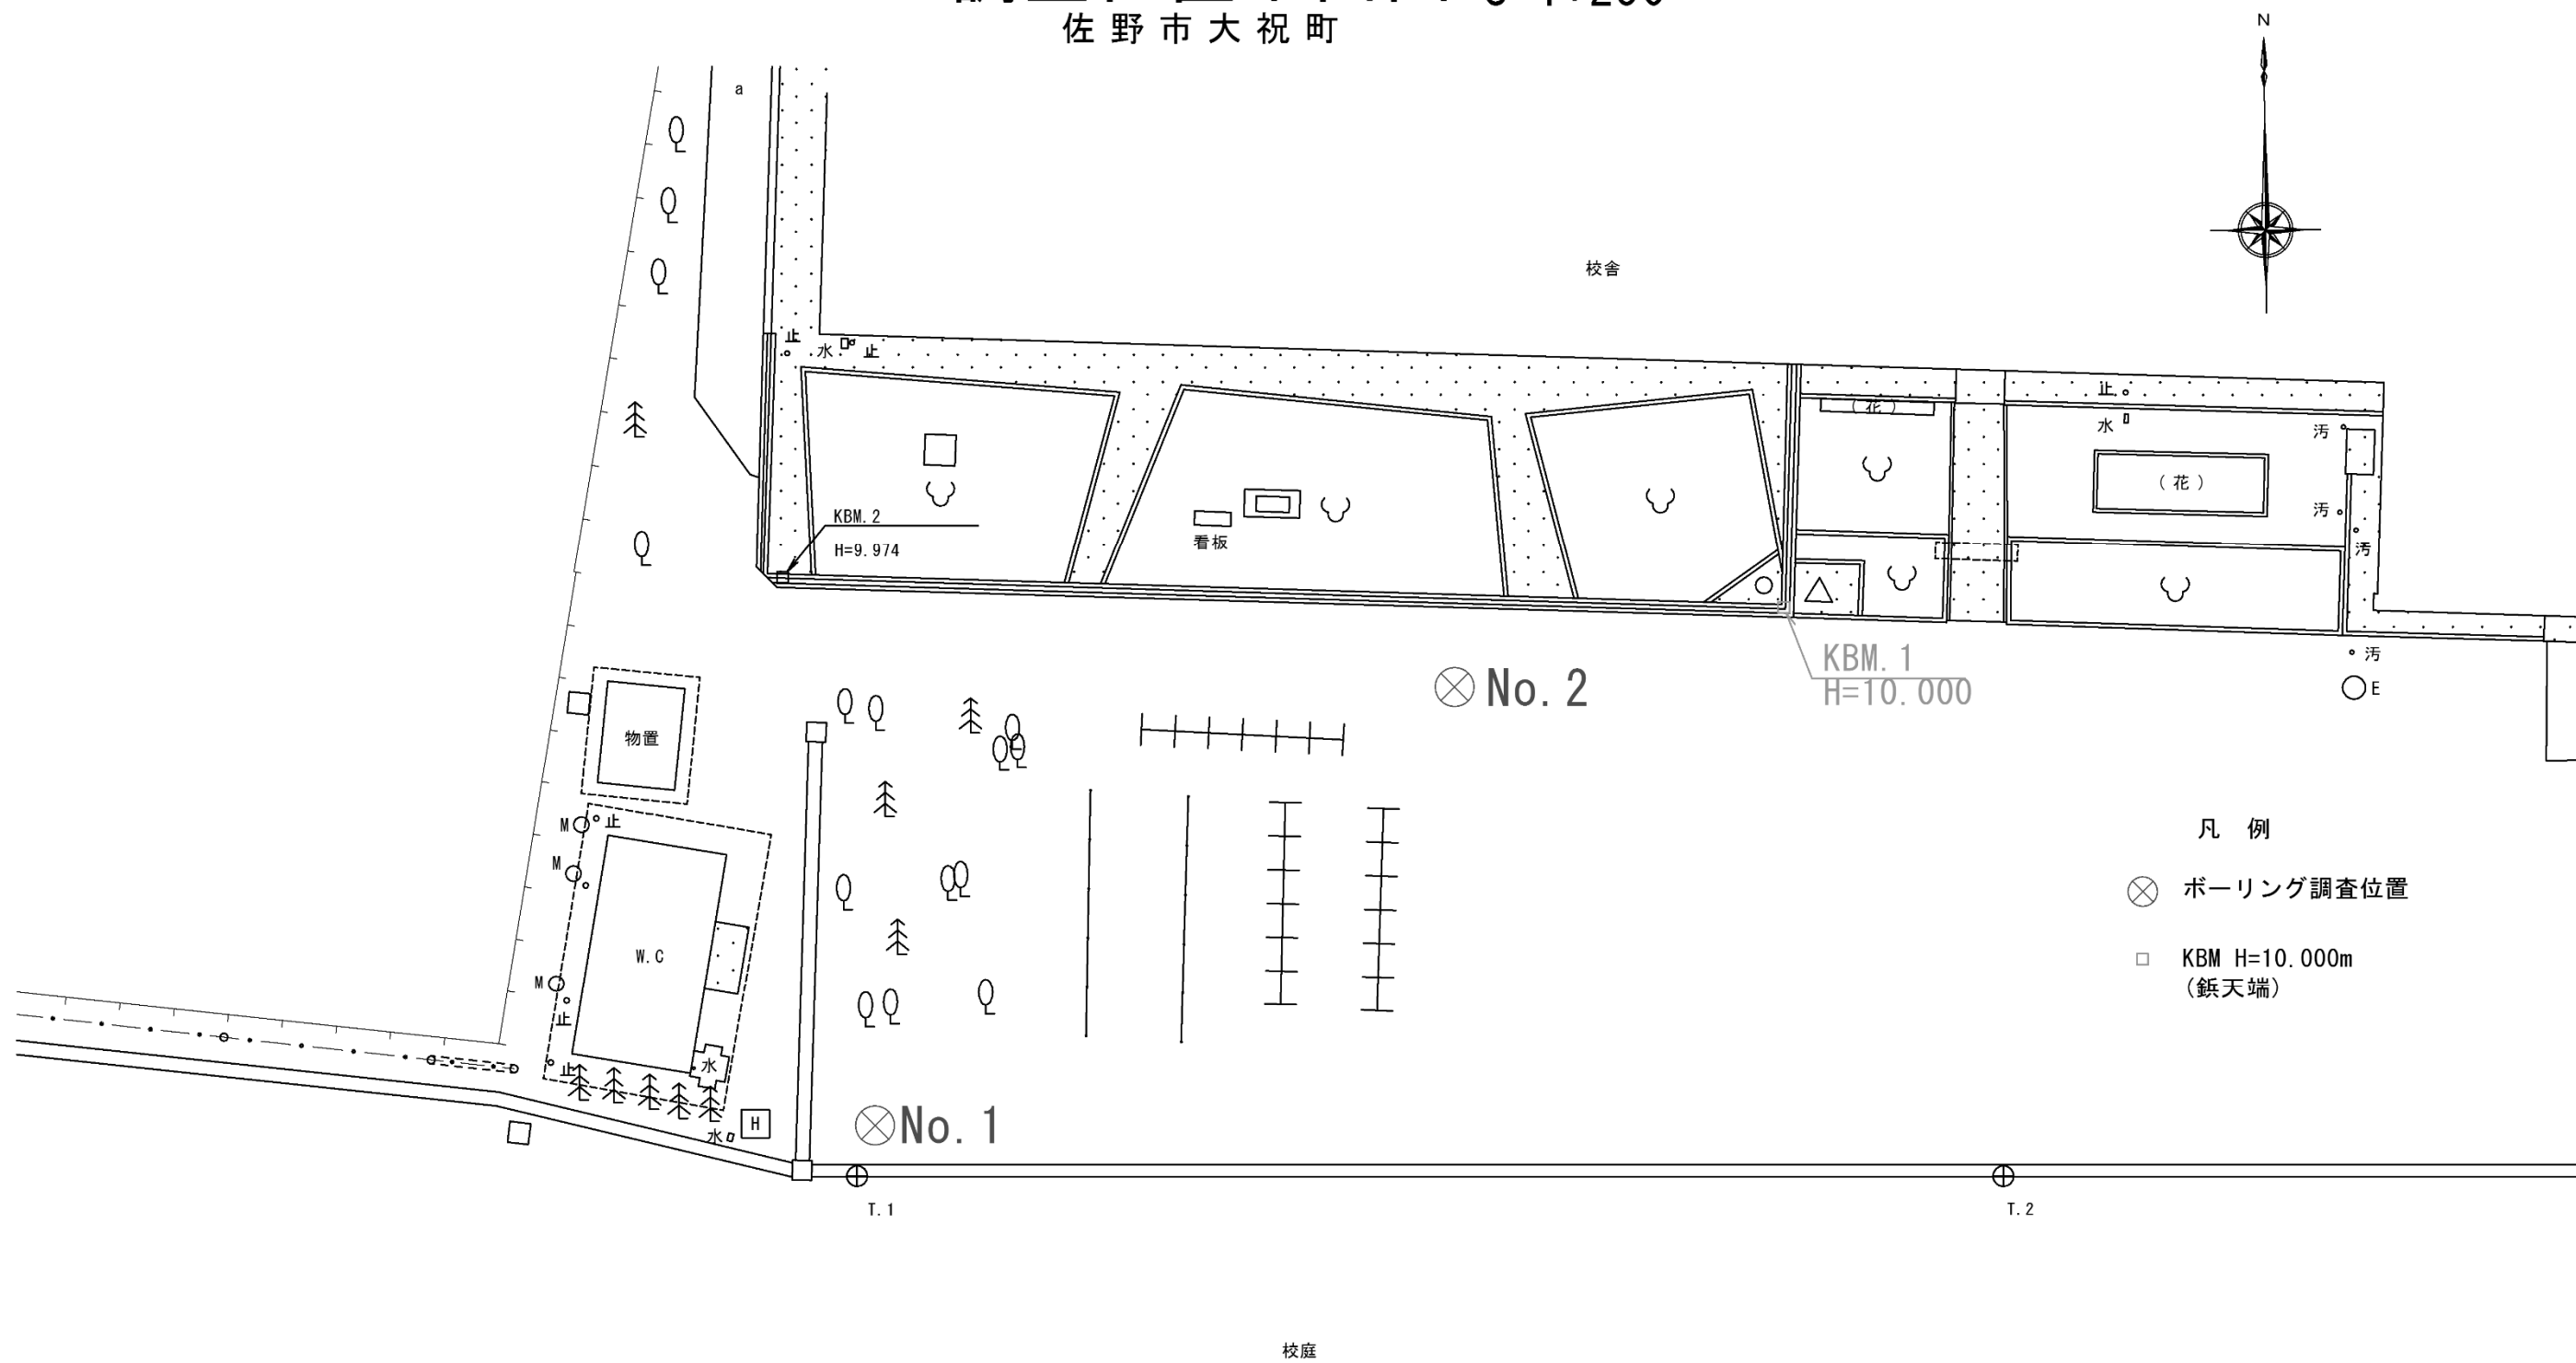 佐野市大祝町
N
a
校舎
止
水
止
止
(花)
水
汚
(花)
KBM.2
汚
看板
H=9.974
汚
KBM.1
汚
No.2
H=10.000
E
物置
M
止
凡 例
M
ボーリング調査位置
W.C
KBM H=10.000m
M
(鋲天端)
止
水
止
H
No.1
水
T.1
T.2
校庭